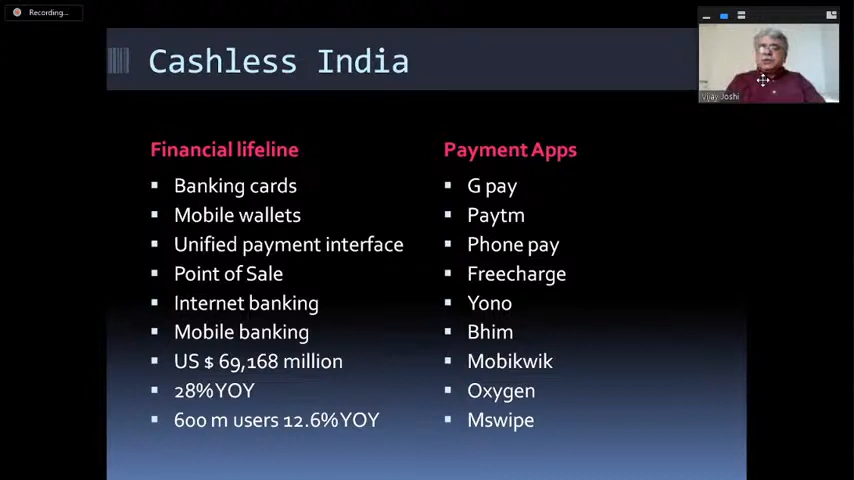 Recording...
Cashless India
Vijay Joshi
Financial lifeline
Banking cards
Mobile wallets
Unified payment interface
Point of Sale
Internet banking
Mobile banking
US $ 69,168 million
28%YOY
600 m users 12.6%YOY
Payment Apps
G pay
Paytm
Phone pay
Freecharge
Yono
Bhim
Mobikwik
Oxygen
Mswipe